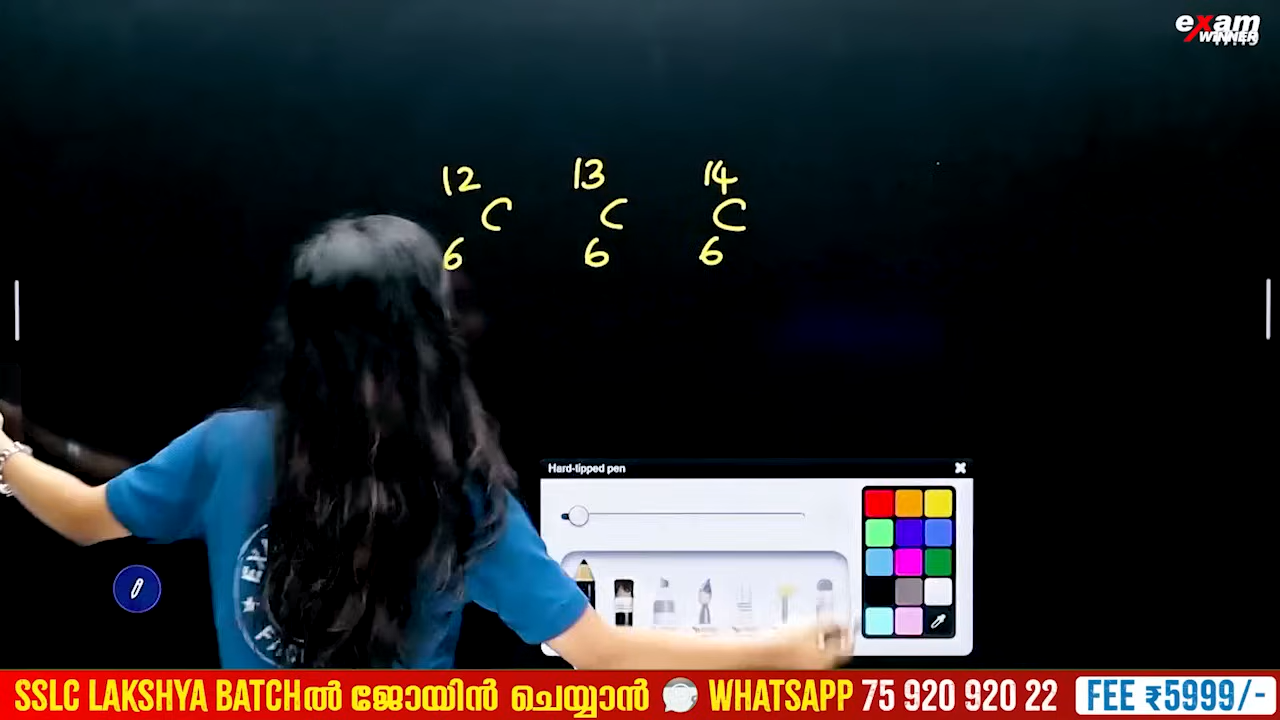 exam
WINNER
12 13 14
C C C
6 6 6
Hard-tipped pen
SSLC LAKSHYA BATCHൽ ജോയിൻ ചെയ്യാൻ WHATSAPP 75 920 920 22 FEE ₹5999/-